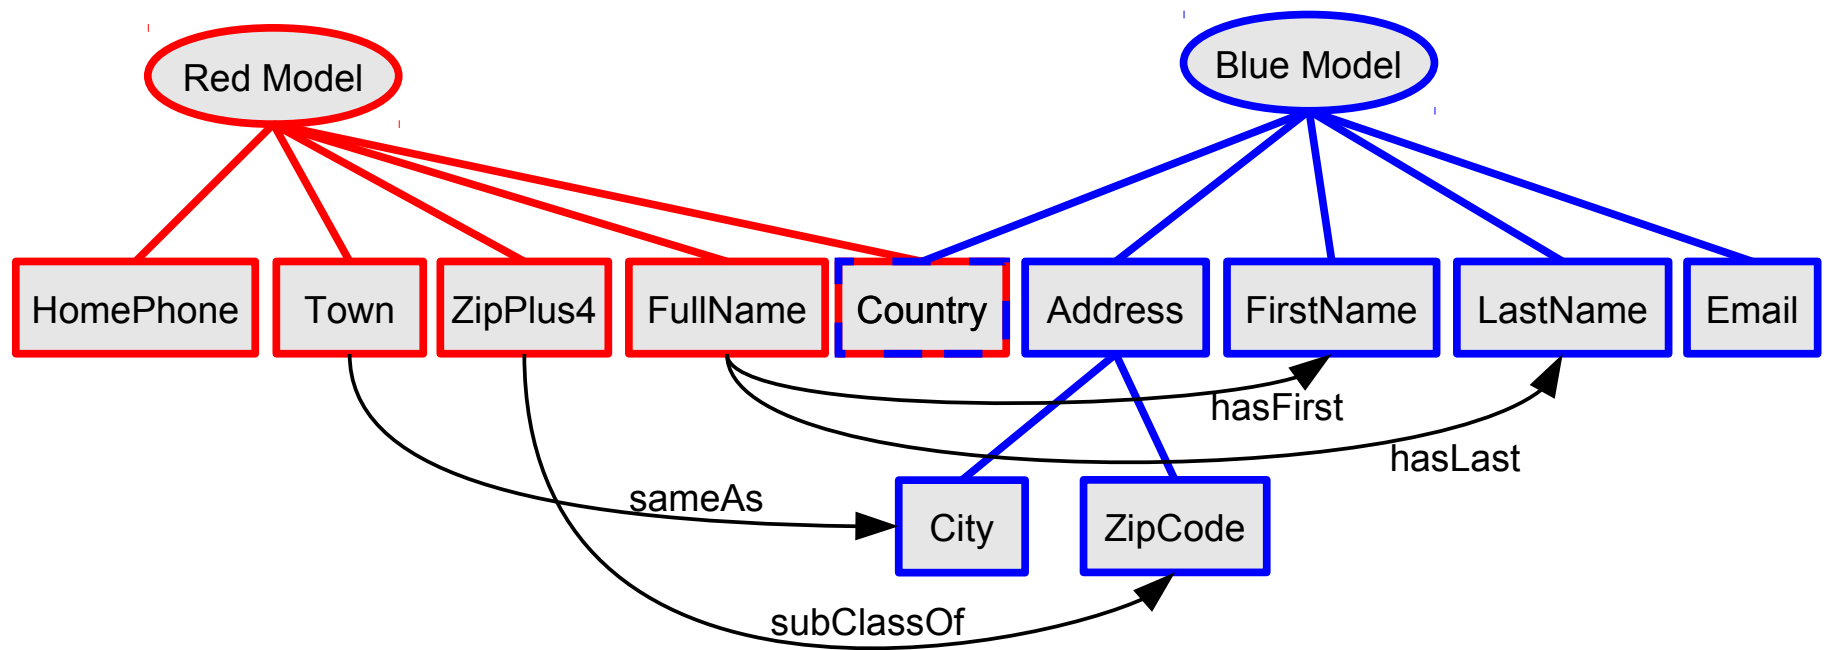 Red Model
Blue Model
HomePhone
Town
ZipPlus4
FullName
Country
Address
FirstName
LastName
Email
hasFirst
hasLast
sameAs
City
ZipCode
subClassOf